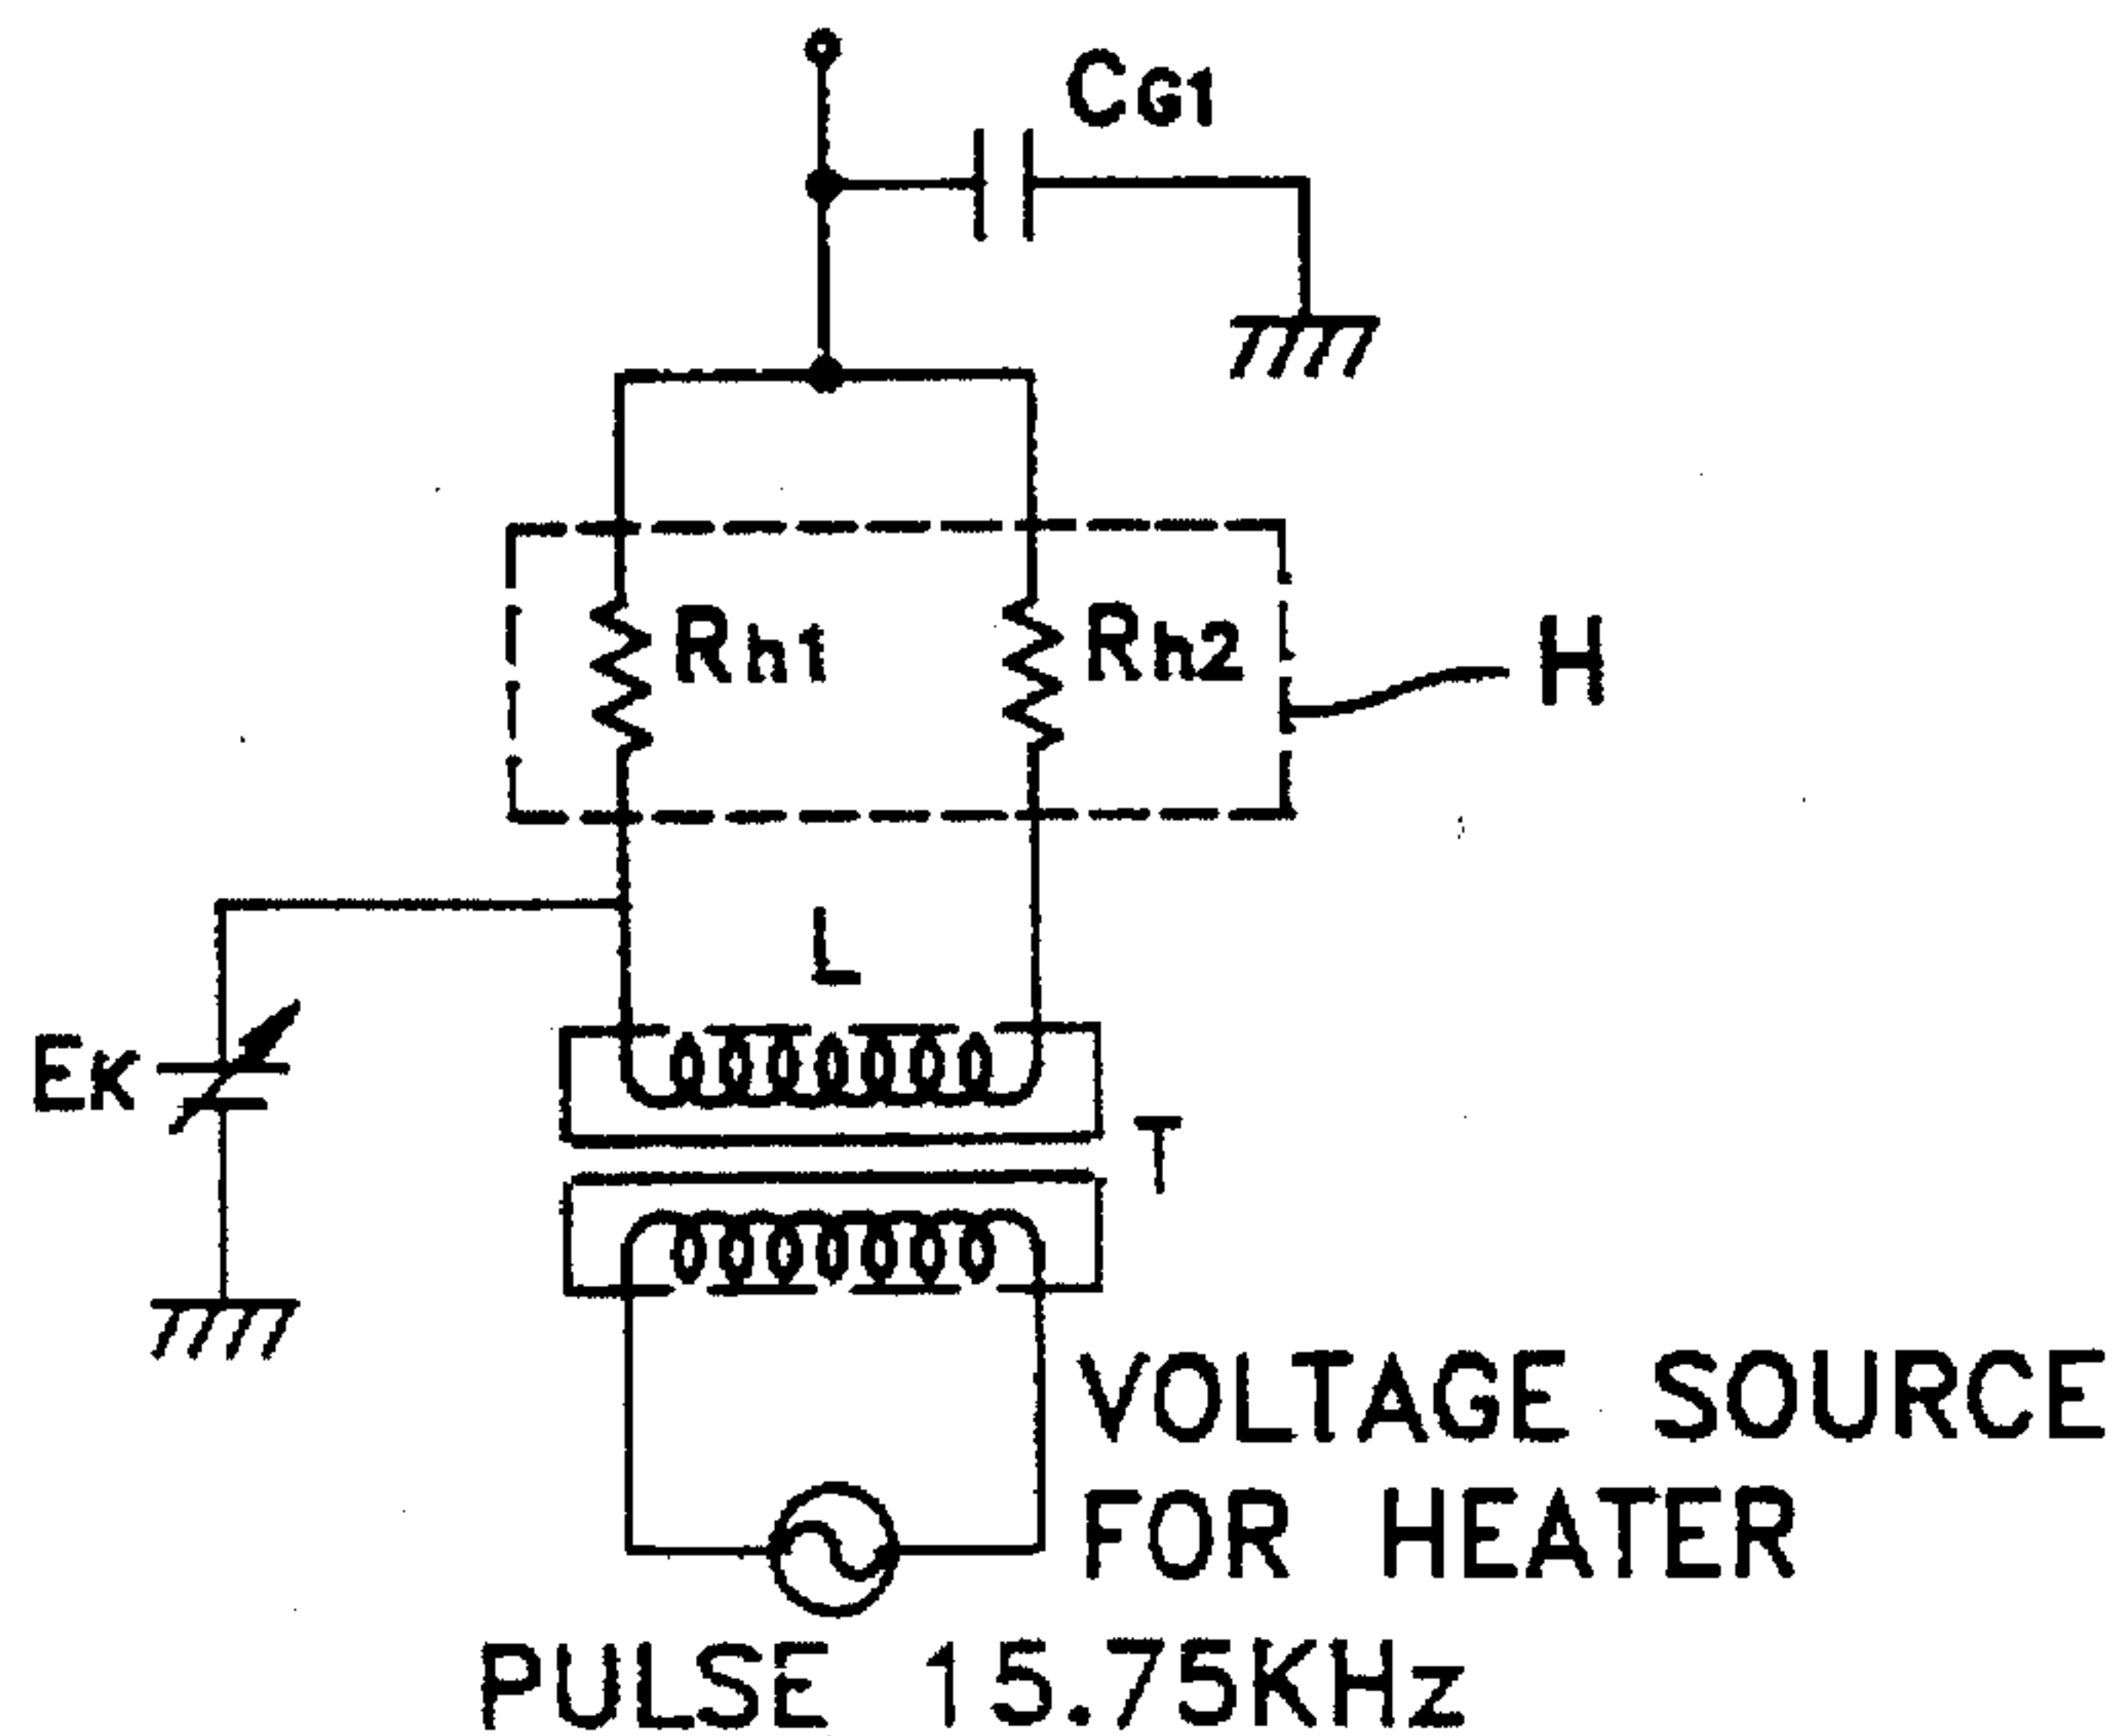 CG1
Rh1
Rh2
H
L
EK
T
VOLTAGE SOURCE
FOR HEATER
PULSE 15.75KHz